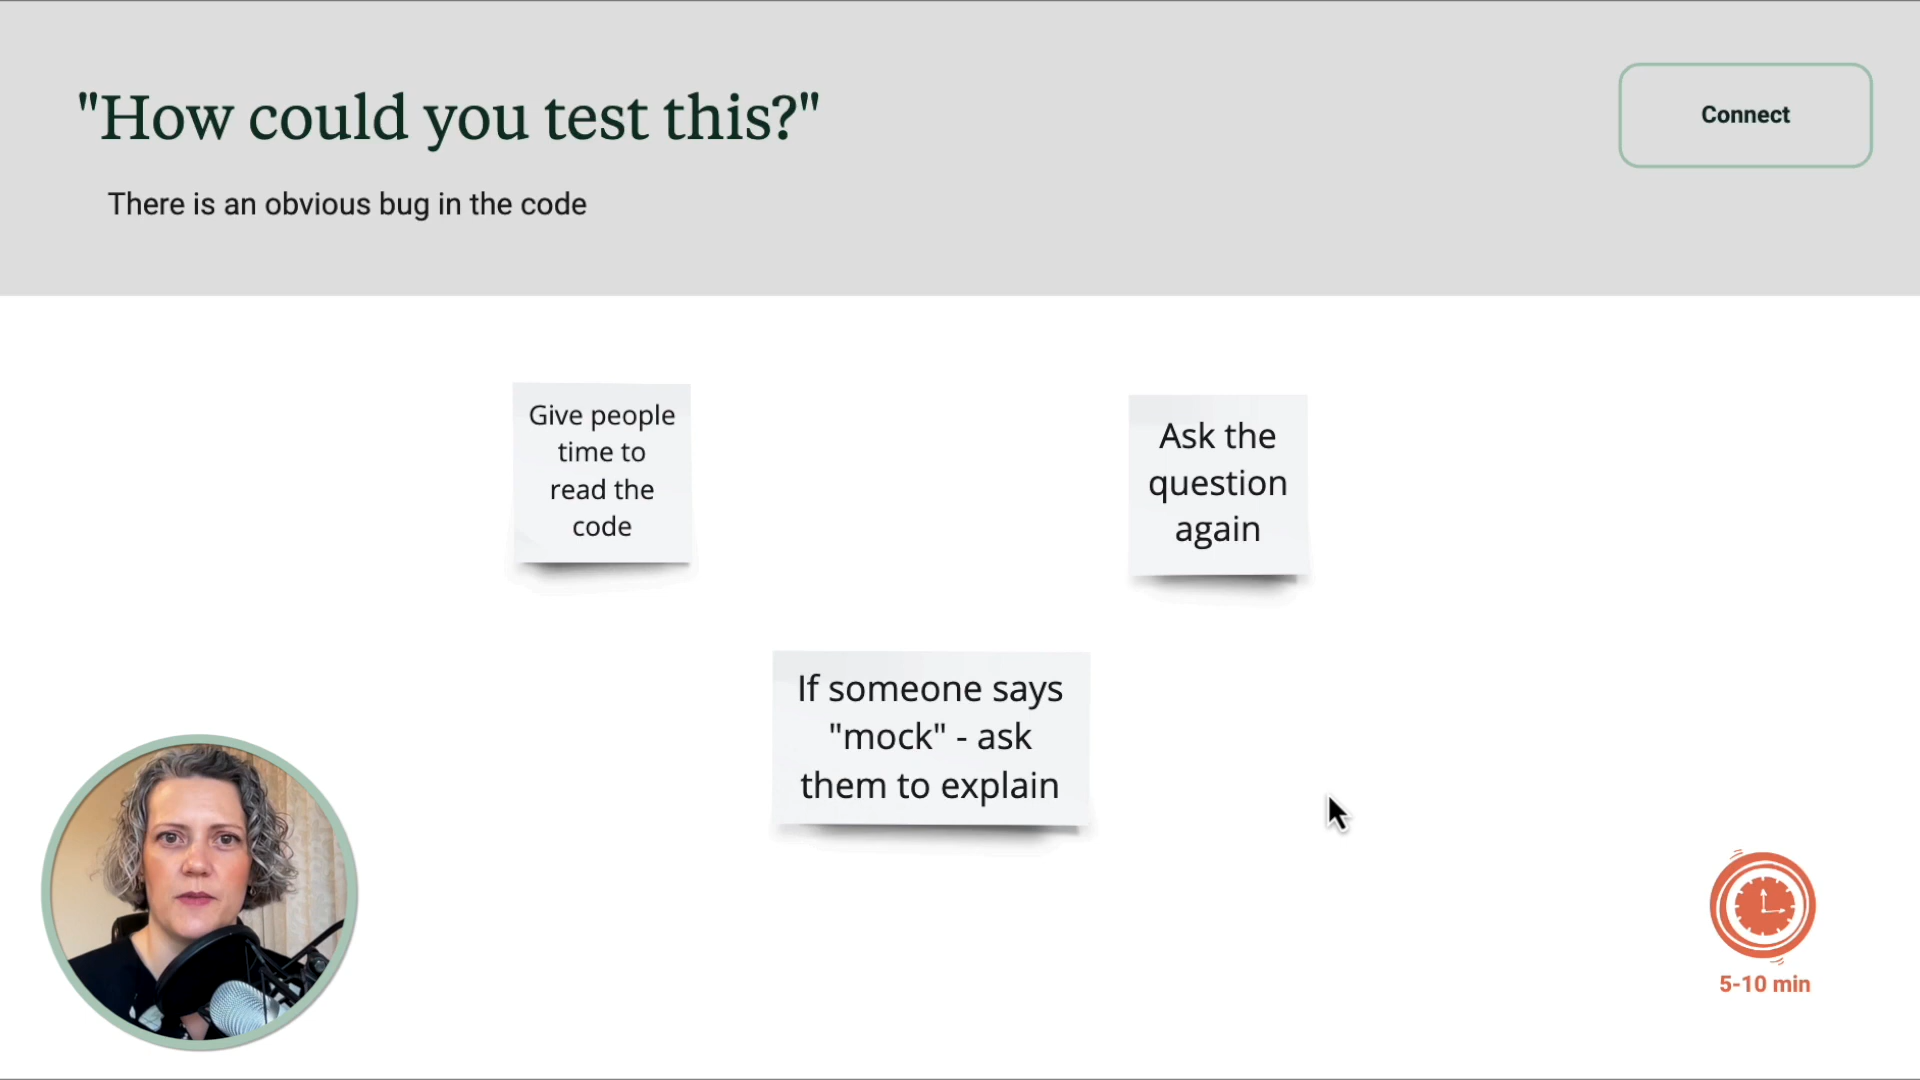 "How could you test this?"
Connect
There is an obvious bug in the code
Give people
time to
read the
code
Ask the
question
again
If someone says
"mock" - ask
them to explain
5-10 min